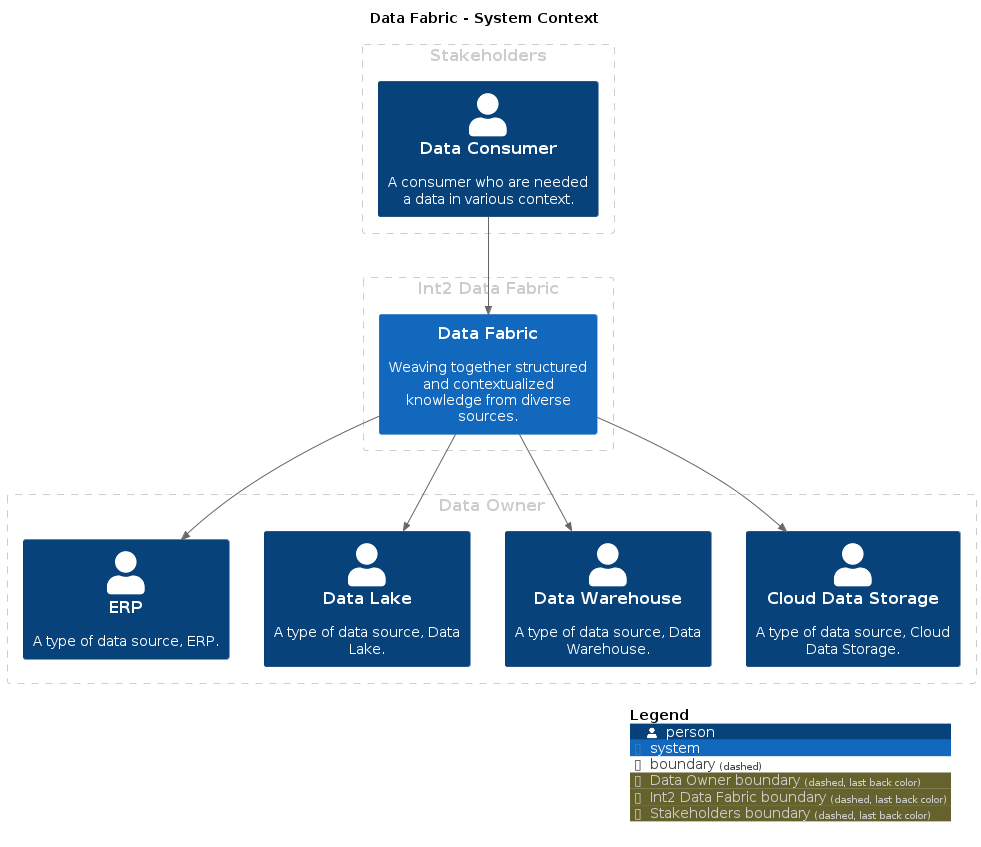 Data Fabric - System Context
Stakeholders
Data Consumer
A consumer who are needed
a data in various context.
Int2 Data Fabric
Data Fabric
Weaving together structured
and contextualized
knowledge from diverse
sources.
Data Owner
ERP
A type of data source, ERP.
Data Lake
A type of data source, Data
Lake.
Data Warehouse
A type of data source, Data
Warehouse.
Cloud Data Storage
A type of data source, Cloud
Data Storage.
Legend
person
system
boundary (dashed)
Data Owner boundary (dashed, last back color)
Int2 Data Fabric boundary (dashed, last back color)
Stakeholders boundary (dashed, last back color)